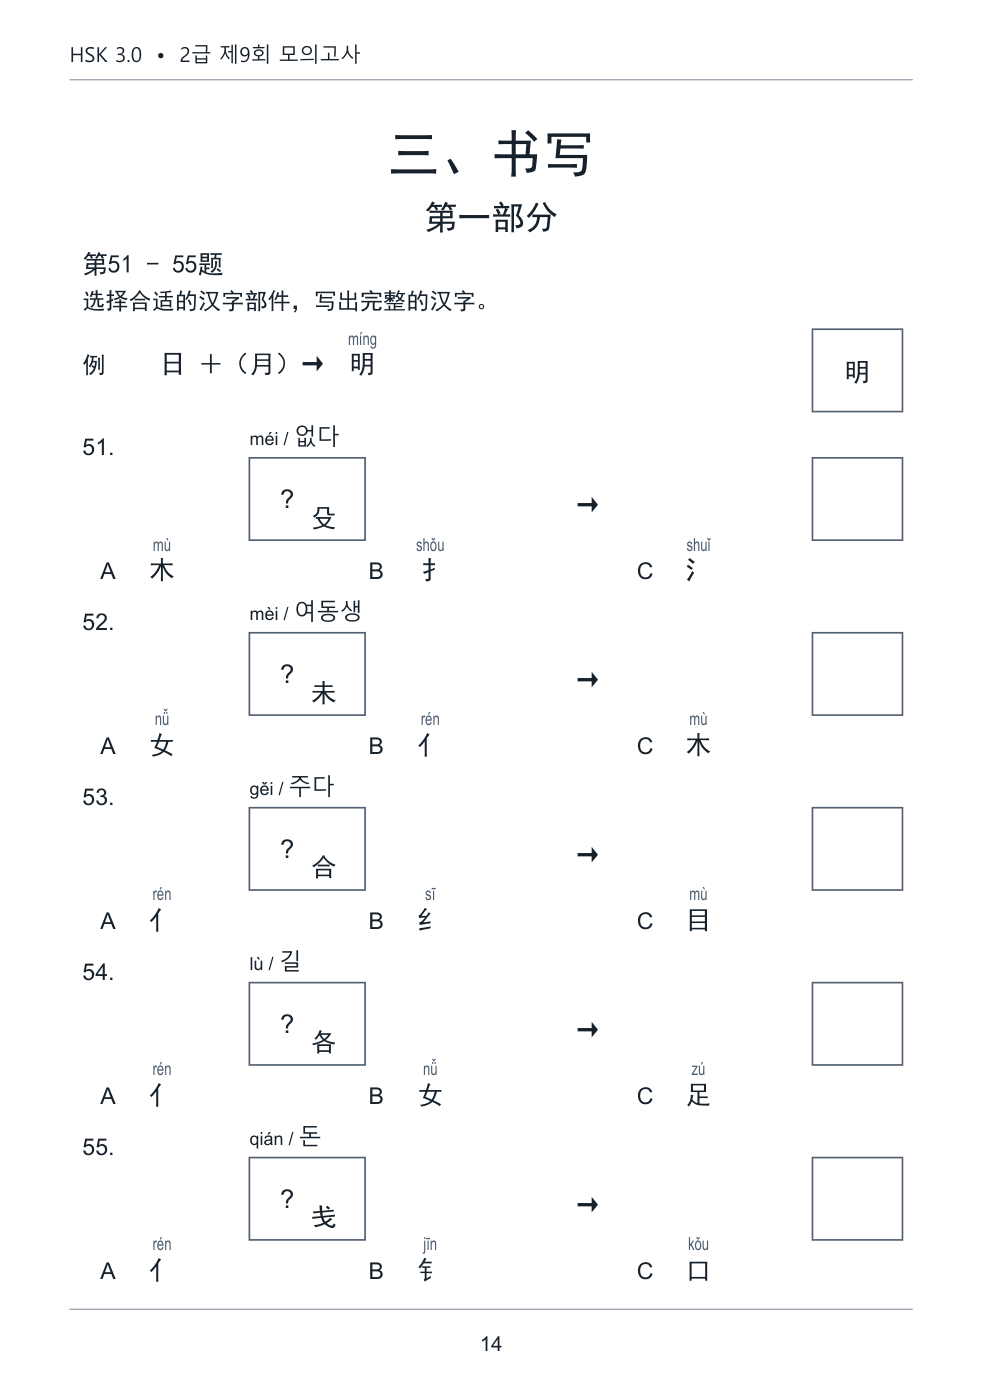 HSK 3.0 • 2급 제9회 모의고사
三、书写
第一部分
第51 – 55题
选择合适的汉字部件，写出完整的汉字。
míng
例 日 ＋（月）➞ 明
明
51.
méi / 없다
? 殳 ➞
mù shǒu shuǐ
A 木 B 扌 C 氵
52.
mèi / 여동생
? 未 ➞
nǚ rén mù
A 女 B 亻 C 木
53.
gěi / 주다
? 合 ➞
rén sī mù
A 亻 B 纟 C 目
54.
lù / 길
? 各 ➞
rén nǚ zú
A 亻 B 女 C 足
55.
qián / 돈
? 戋 ➞
rén jīn kǒu
A 亻 B 钅 C 口
14